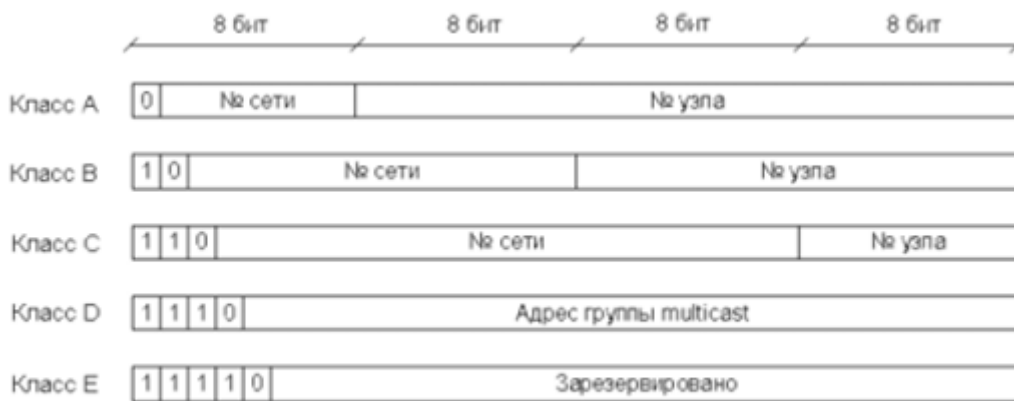 8 бит 8 бит 8 бит 8 бит
Класс A 0 № сети № узла
Класс B 1 0 № сети № узла
Класс C 1 1 0 № сети № узла
Класс D 1 1 1 0 Адрес группы multicast
Класс E 1 1 1 1 0 Зарезервировано